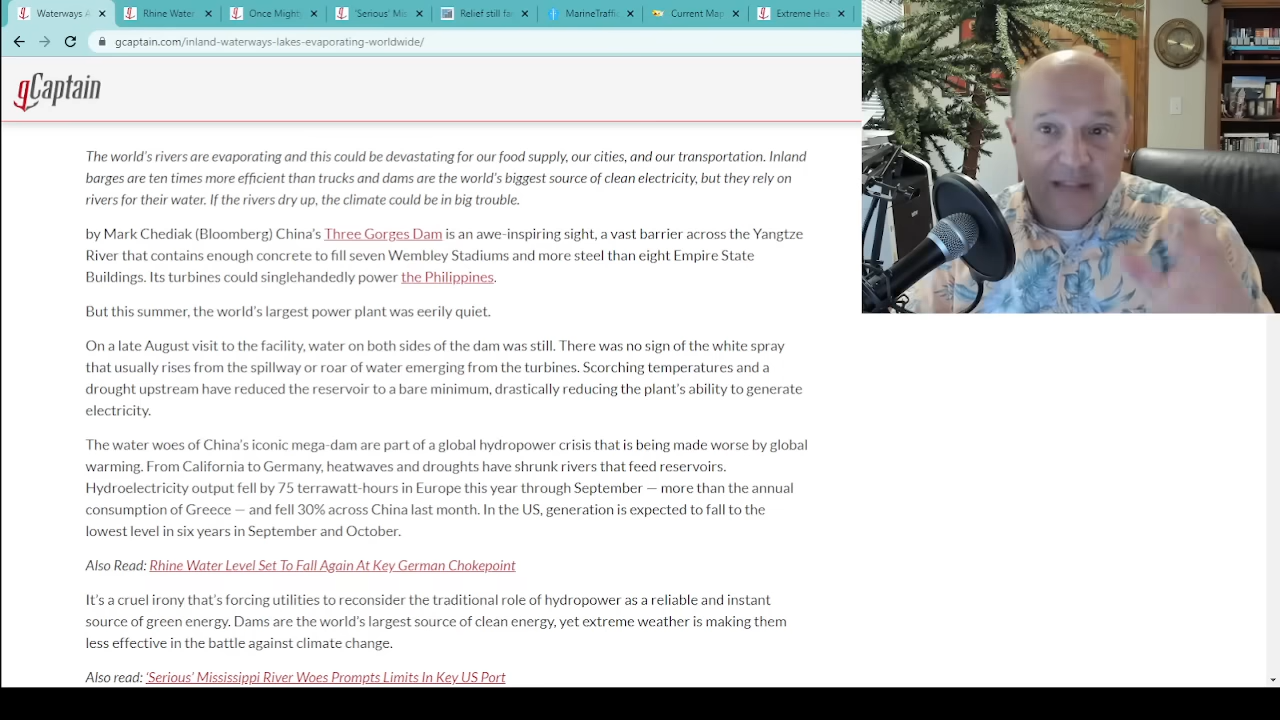 Waterways A
Rhine Water
Once Might
'Serious' Mis
Relief still fa
MarineTraffi
Current Map
Extreme Hea
gcaptain.com/inland-waterways-lakes-evaporating-worldwide/
gCaptain
The world's rivers are evaporating and this could be devastating for our food supply, our cities, and our transportation. Inland
barges are ten times more efficient than trucks and dams are the world's biggest source of clean electricity, but they rely on
rivers for their water. If the rivers dry up, the climate could be in big trouble.
by Mark Chediak (Bloomberg) China's Three Gorges Dam is an awe-inspiring sight, a vast barrier across the Yangtze
River that contains enough concrete to fill seven Wembley Stadiums and more steel than eight Empire State
Buildings. Its turbines could singlehandedly power the Philippines.
But this summer, the world's largest power plant was eerily quiet.
On a late August visit to the facility, water on both sides of the dam was still. There was no sign of the white spray
that usually rises from the spillway or roar of water emerging from the turbines. Scorching temperatures and a
drought upstream have reduced the reservoir to a bare minimum, drastically reducing the plant's ability to generate
electricity.
The water woes of China's iconic mega-dam are part of a global hydropower crisis that is being made worse by global
warming. From California to Germany, heatwaves and droughts have shrunk rivers that feed reservoirs.
Hydroelectricity output fell by 75 terrawatt-hours in Europe this year through September — more than the annual
consumption of Greece — and fell 30% across China last month. In the US, generation is expected to fall to the
lowest level in six years in September and October.
Also Read: Rhine Water Level Set To Fall Again At Key German Chokepoint
It's a cruel irony that's forcing utilities to reconsider the traditional role of hydropower as a reliable and instant
source of green energy. Dams are the world's largest source of clean energy, yet extreme weather is making them
less effective in the battle against climate change.
Also read: 'Serious' Mississippi River Woes Prompts Limits In Key US Port